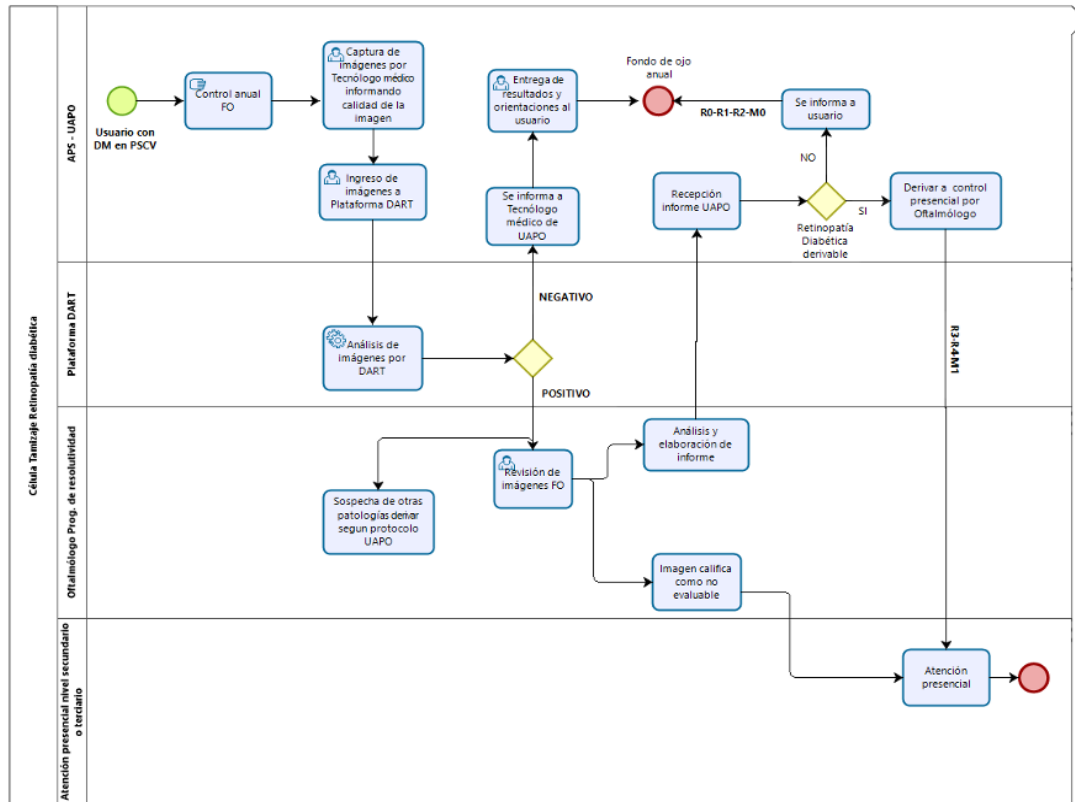 Célula Tamizaje Retinopatía diabética
APS - UAPO
Usuario con
DM en PSCV
Control anual
FO
Captura de
imágenes por
Tecnólogo médico
informando
calidad de la
imagen
Ingreso de
imágenes a
Plataforma DART
Entrega de
resultados y
orientaciones al
usuario
Se informa a
Tecnólogo
médico de
UAPO
Fondo de ojo
anual
R0-R1-R2-M0
Se informa a
usuario
NO
Recepción
informe UAPO
Retinopatía
Diabética
derivable
SI
Derivar a control
presencial por
Oftalmólogo
Plataforma DART
Análisis de
imágenes por
DART
NEGATIVO
POSITIVO
R3-R4-M1
Oftalmólogo Prog. de resolutividad
Sospecha de otras
patologías derivar
segun protocolo
UAPO
Revisión de
imágenes FO
Análisis y
elaboración de
informe
Imagen califica
como no
evaluable
Atención presencial nivel secundario
o terciario
Atención
presencial